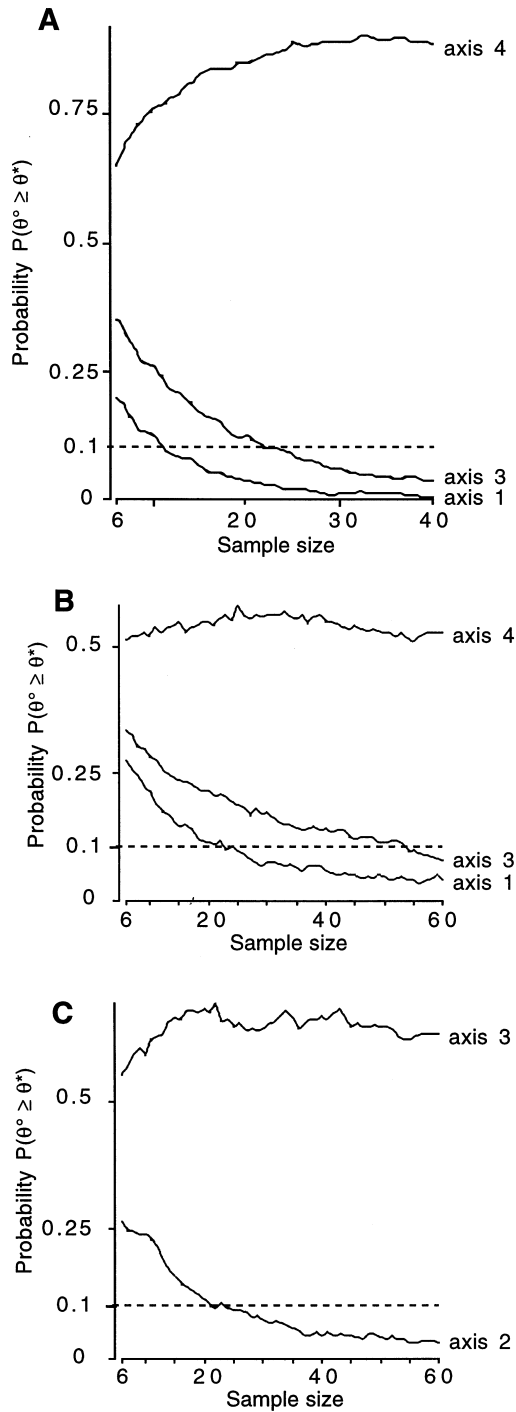 A
axis 4
0.75
0.5
0.25
0.1
0
axis 3
axis 1
6 20 30 40
Sample size
Probability P(θ° ≥ θ*)
B
axis 4
0.5
0.25
0.1
0
axis 3
axis 1
6 20 40 60
Sample size
Probability P(θ° ≥ θ*)
C
axis 3
0.5
0.25
0.1
0
axis 2
6 20 40 60
Sample size
Probability P(θ° ≥ θ*)